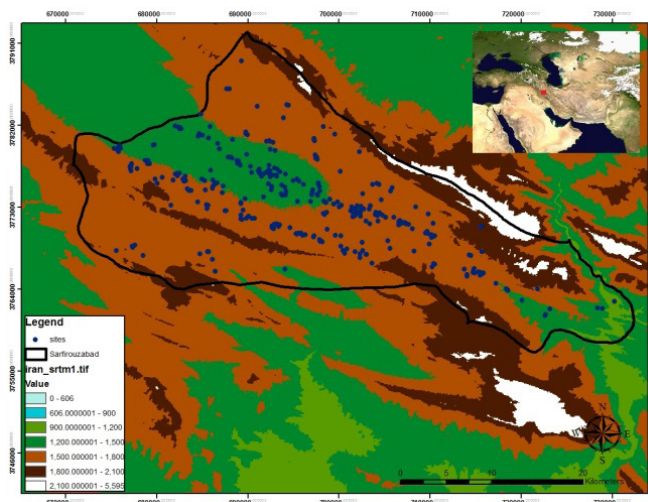 670000 680000 690000 700000 710000 720000 730000
3791000
3782000
3773000
3764000
3755000
3746000
Legend
sites
Sarfirouzabad
iran_srtm1.tif
Value
0 - 606
606.0000001 - 900
900.0000001 - 1,200
1,200.000001 - 1,500
1,500.000001 - 1,800
1,800.000001 - 2,100
2,100.000001 - 5,595
N
W
E
S
0 5 10 20
Kilometers